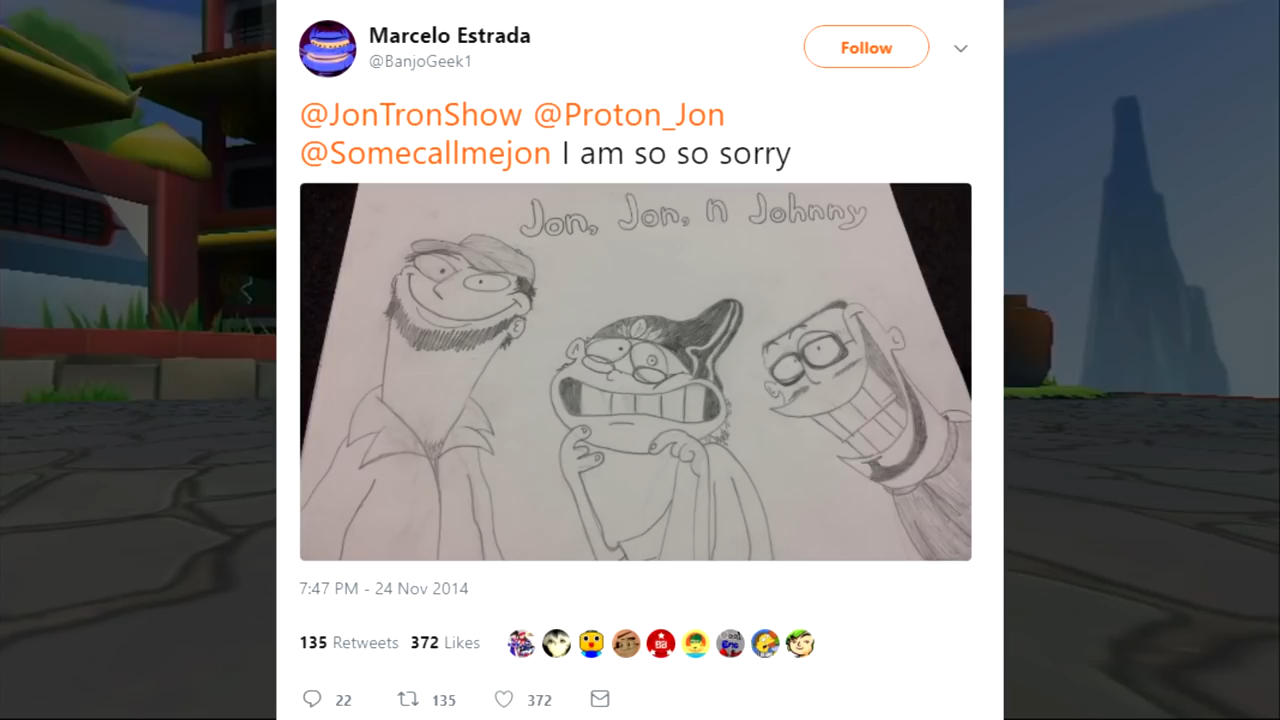 Marcelo Estrada
@BanjoGeek1
Follow
@JonTronShow @Proton_Jon
@Somecallmejon I am so so sorry
Jon, Jon, n Johnny
7:47 PM - 24 Nov 2014
135 Retweets 372 Likes
22 135 372